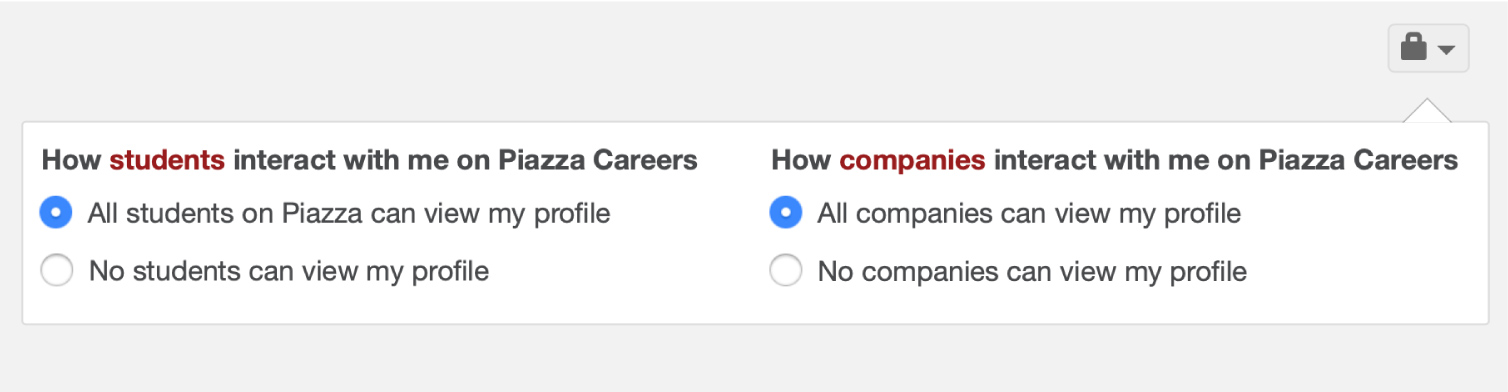 How students interact with me on Piazza Careers
All students on Piazza can view my profile
No students can view my profile
How companies interact with me on Piazza Careers
All companies can view my profile
No companies can view my profile